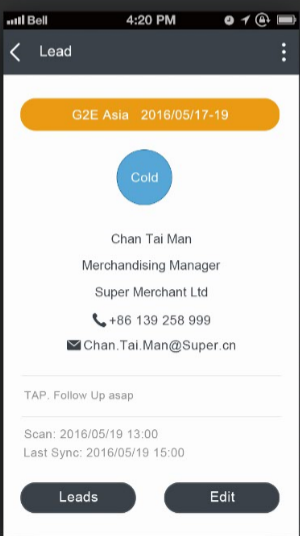 Bell 4:20 PM
Lead
G2E Asia 2016/05/17-19
Cold
Chan Tai Man
Merchandising Manager
Super Merchant Ltd
+86 139 258 999
Chan.Tai.Man@Super.cn
TAP. Follow Up asap
Scan: 2016/05/19 13:00
Last Sync: 2016/05/19 15:00
Leads Edit